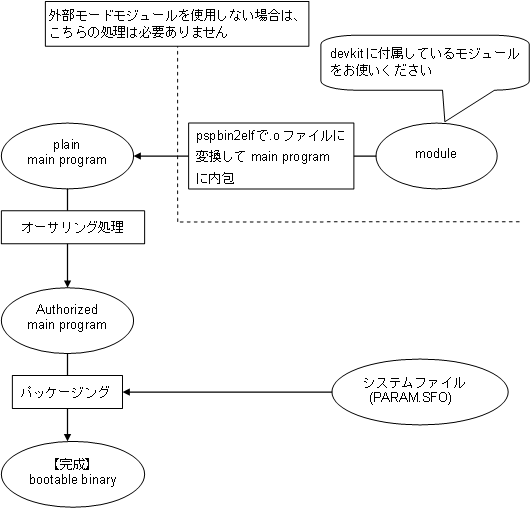 外部モードモジュールを使用しない場合は、
こちらの処理は必要ありません
devkitに付属しているモジュール
をお使いください
plain
main program
pspbin2elfで.oファイルに
変換して main program
に内包
module
オーサリング処理
Authorized
main program
パッケージング
システムファイル
(PARAM.SFO)
【完成】
bootable binary